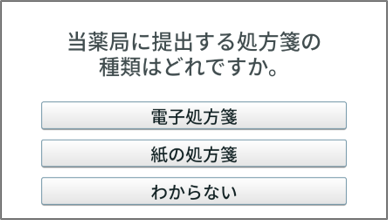 当薬局に提出する処方箋の
種類はどれですか。
電子処方箋
紙の処方箋
わからない